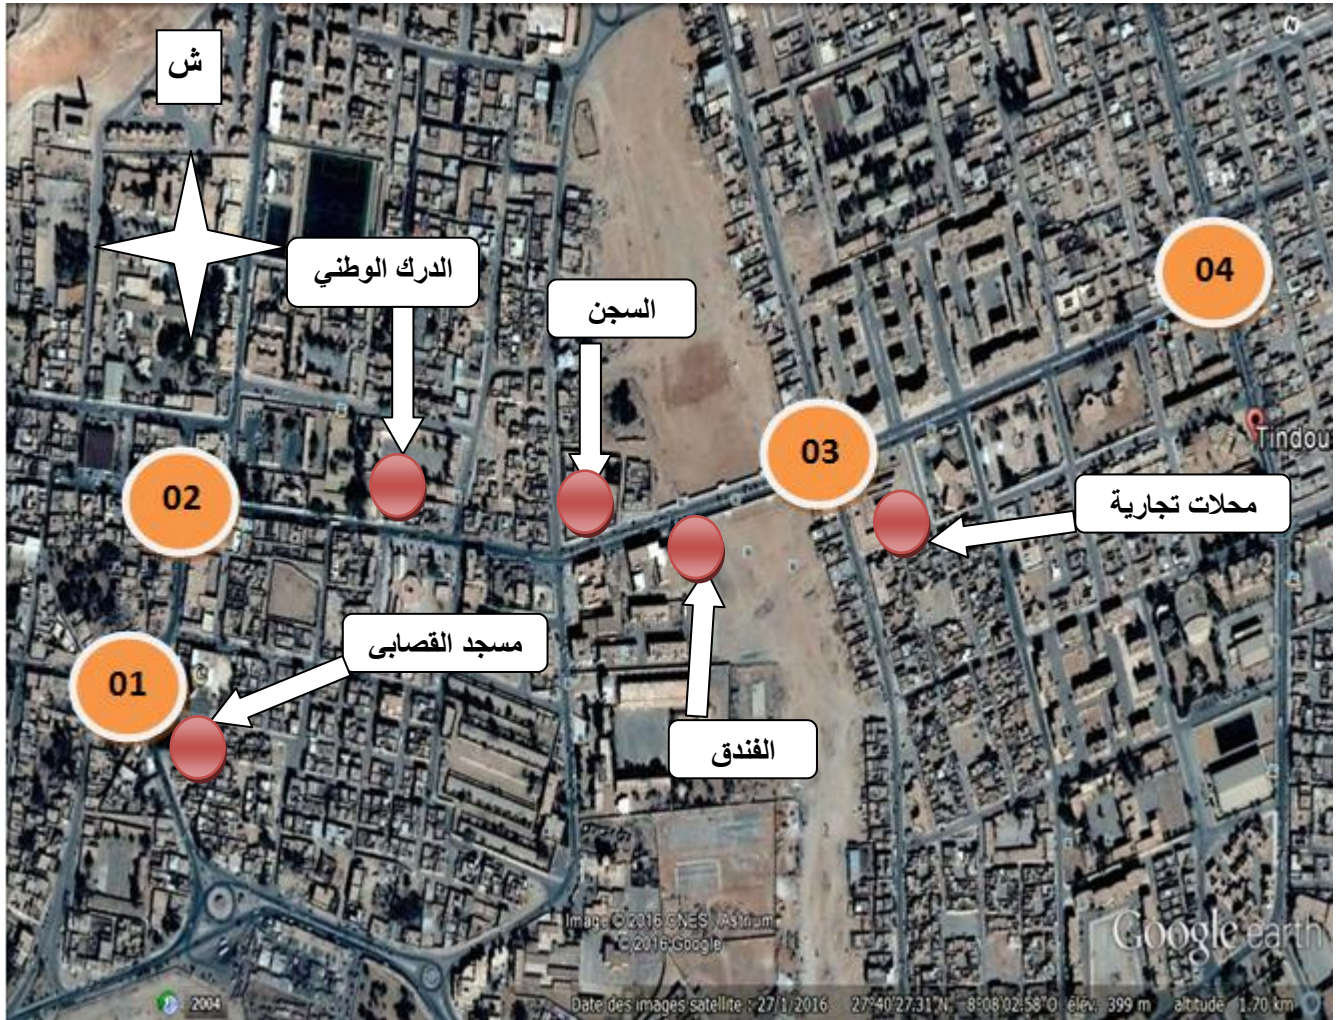 ش
N
الدرك الوطني
السجن
04
03
02
Tindou
محلات تجارية
مسجد القصابى
01
الفندق
Image © 2016 CNES / Astrium
© 2016 Google
Google earth
2004
Date des images satellite : 27/1/2016 27°40'27.31"N 8°08'02.58"O élév. 399 m altitude 1.70 km